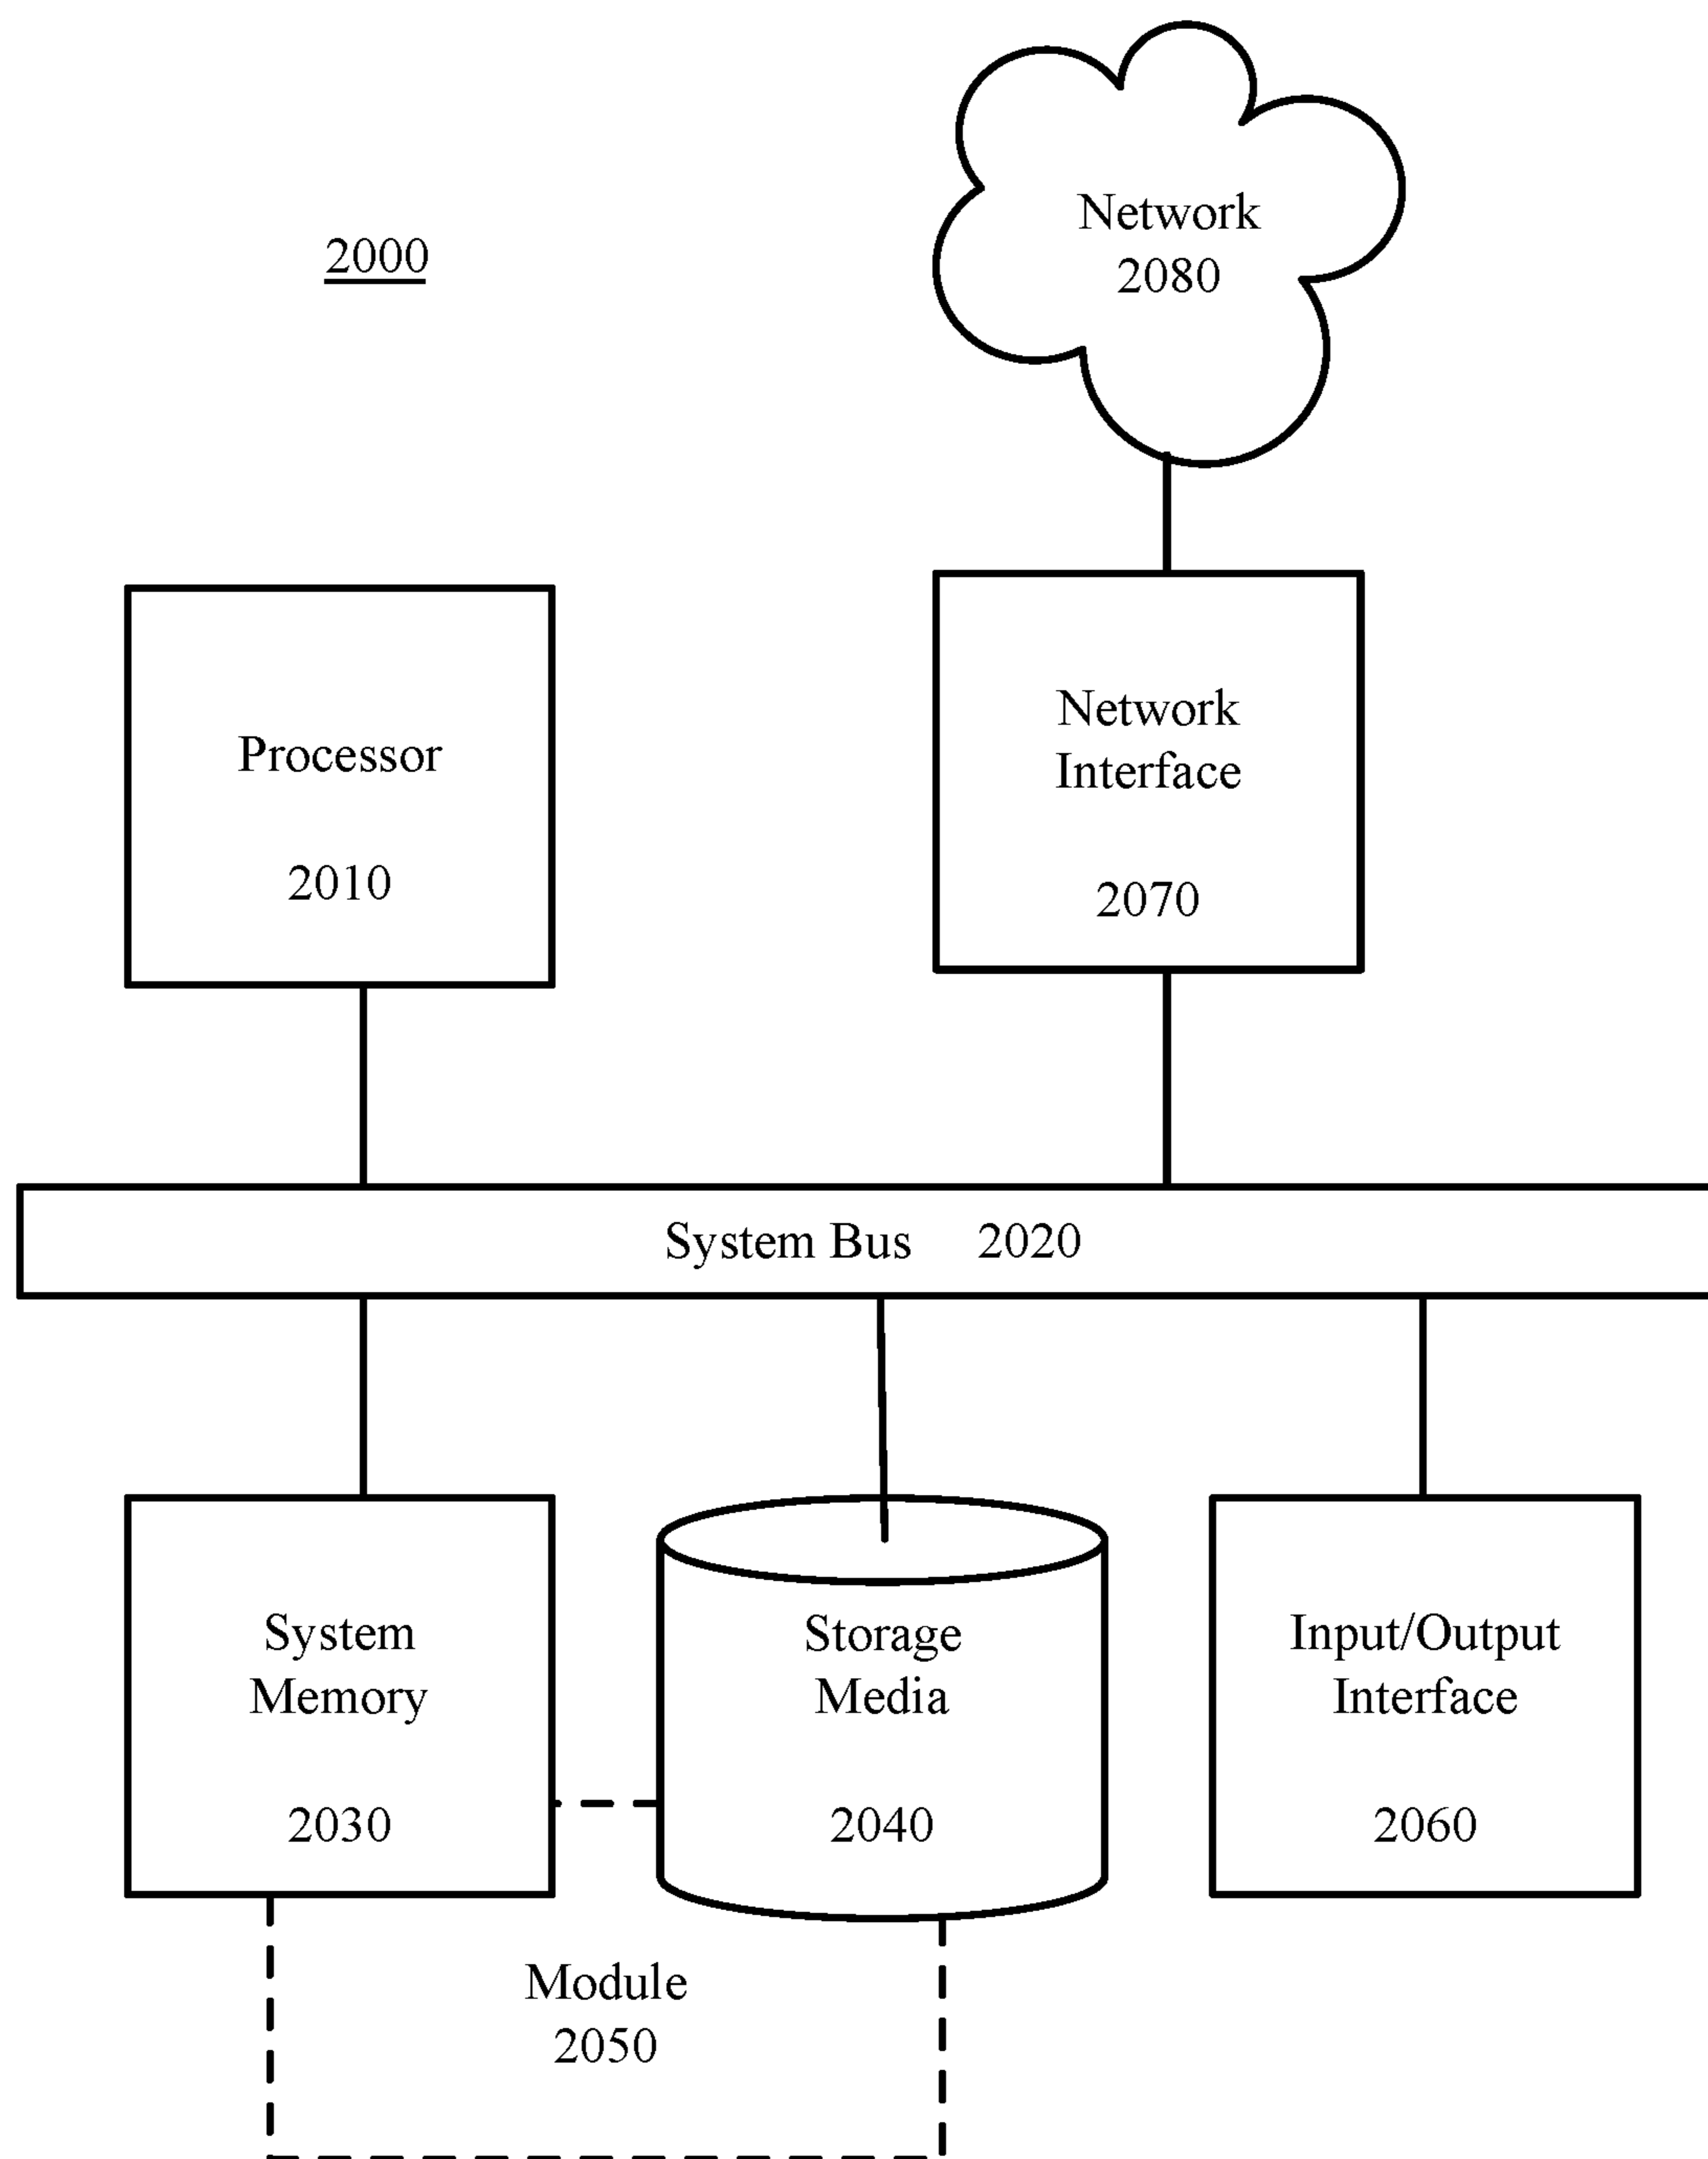 Network
2080
2000
Processor
2010
Network
Interface
2070
System Bus 2020
System
Memory
2030
Storage
Media
2040
Input/Output
Interface
2060
Module
2050